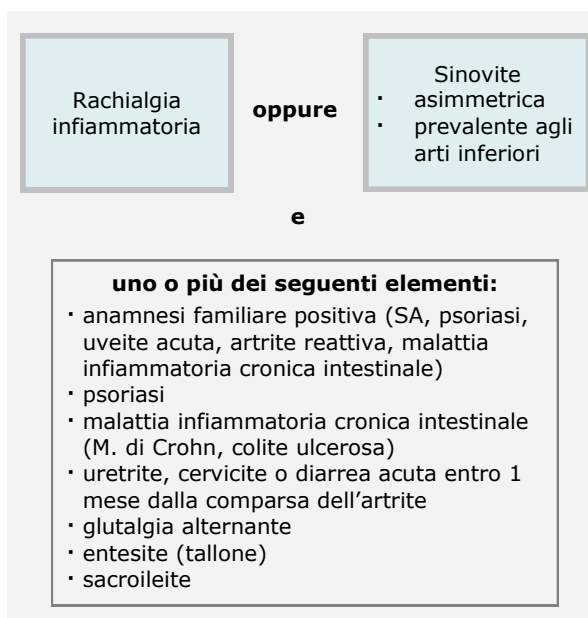 Rachialgia
infiammatoria
oppure
Sinovite
· asimmetrica
· prevalente agli
arti inferiori
e
uno o più dei seguenti elementi:
· anamnesi familiare positiva (SA, psoriasi,
uveite acuta, artrite reattiva, malattia
infiammatoria cronica intestinale)
· psoriasi
· malattia infiammatoria cronica intestinale
(M. di Crohn, colite ulcerosa)
· uretrite, cervicite o diarrea acuta entro 1
mese dalla comparsa dell’artrite
· glutalgia alternante
· entesite (tallone)
· sacroileite